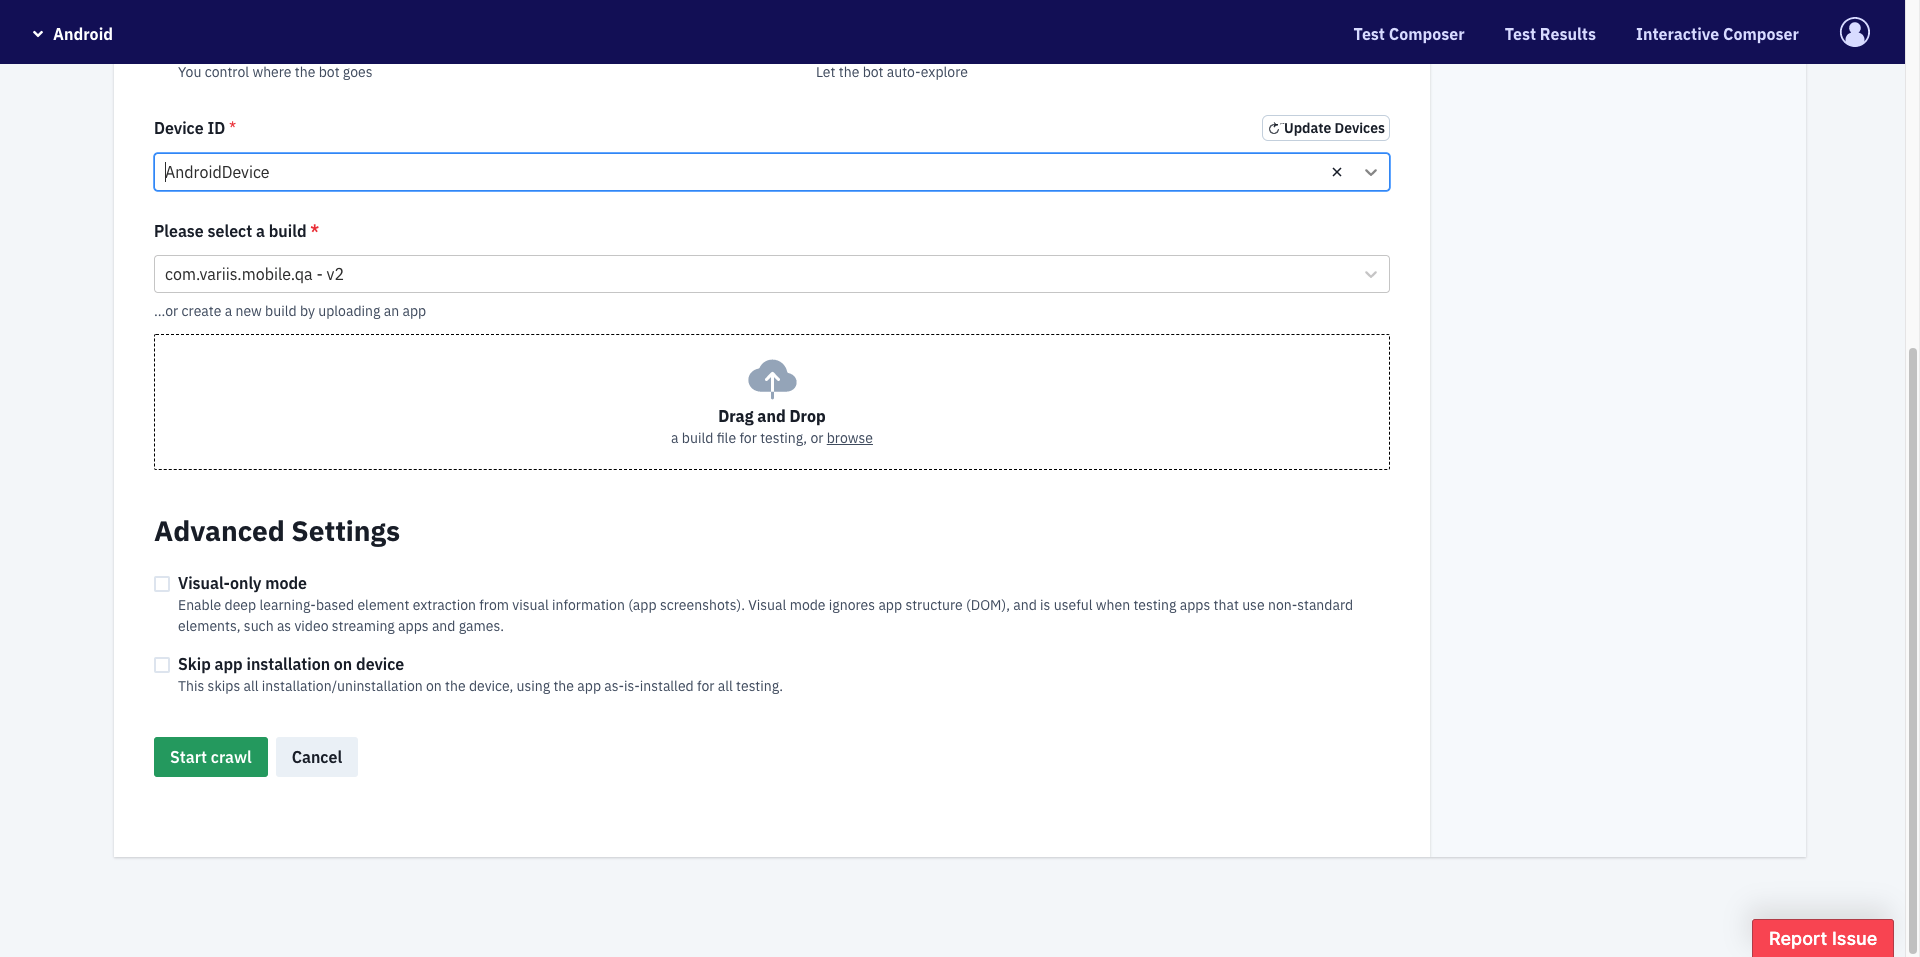 Android
Test Composer
Test Results
Interactive Composer
You control where the bot goes
Let the bot auto-explore
Device ID *
Update Devices
AndroidDevice
Please select a build *
com.variis.mobile.qa - v2
...or create a new build by uploading an app
Drag and Drop
a build file for testing, or browse
Advanced Settings
Visual-only mode
Enable deep learning-based element extraction from visual information (app screenshots). Visual mode ignores app structure (DOM), and is useful when testing apps that use non-standard
elements, such as video streaming apps and games.
Skip app installation on device
This skips all installation/uninstallation on the device, using the app as-is-installed for all testing.
Start crawl
Cancel
Report Issue